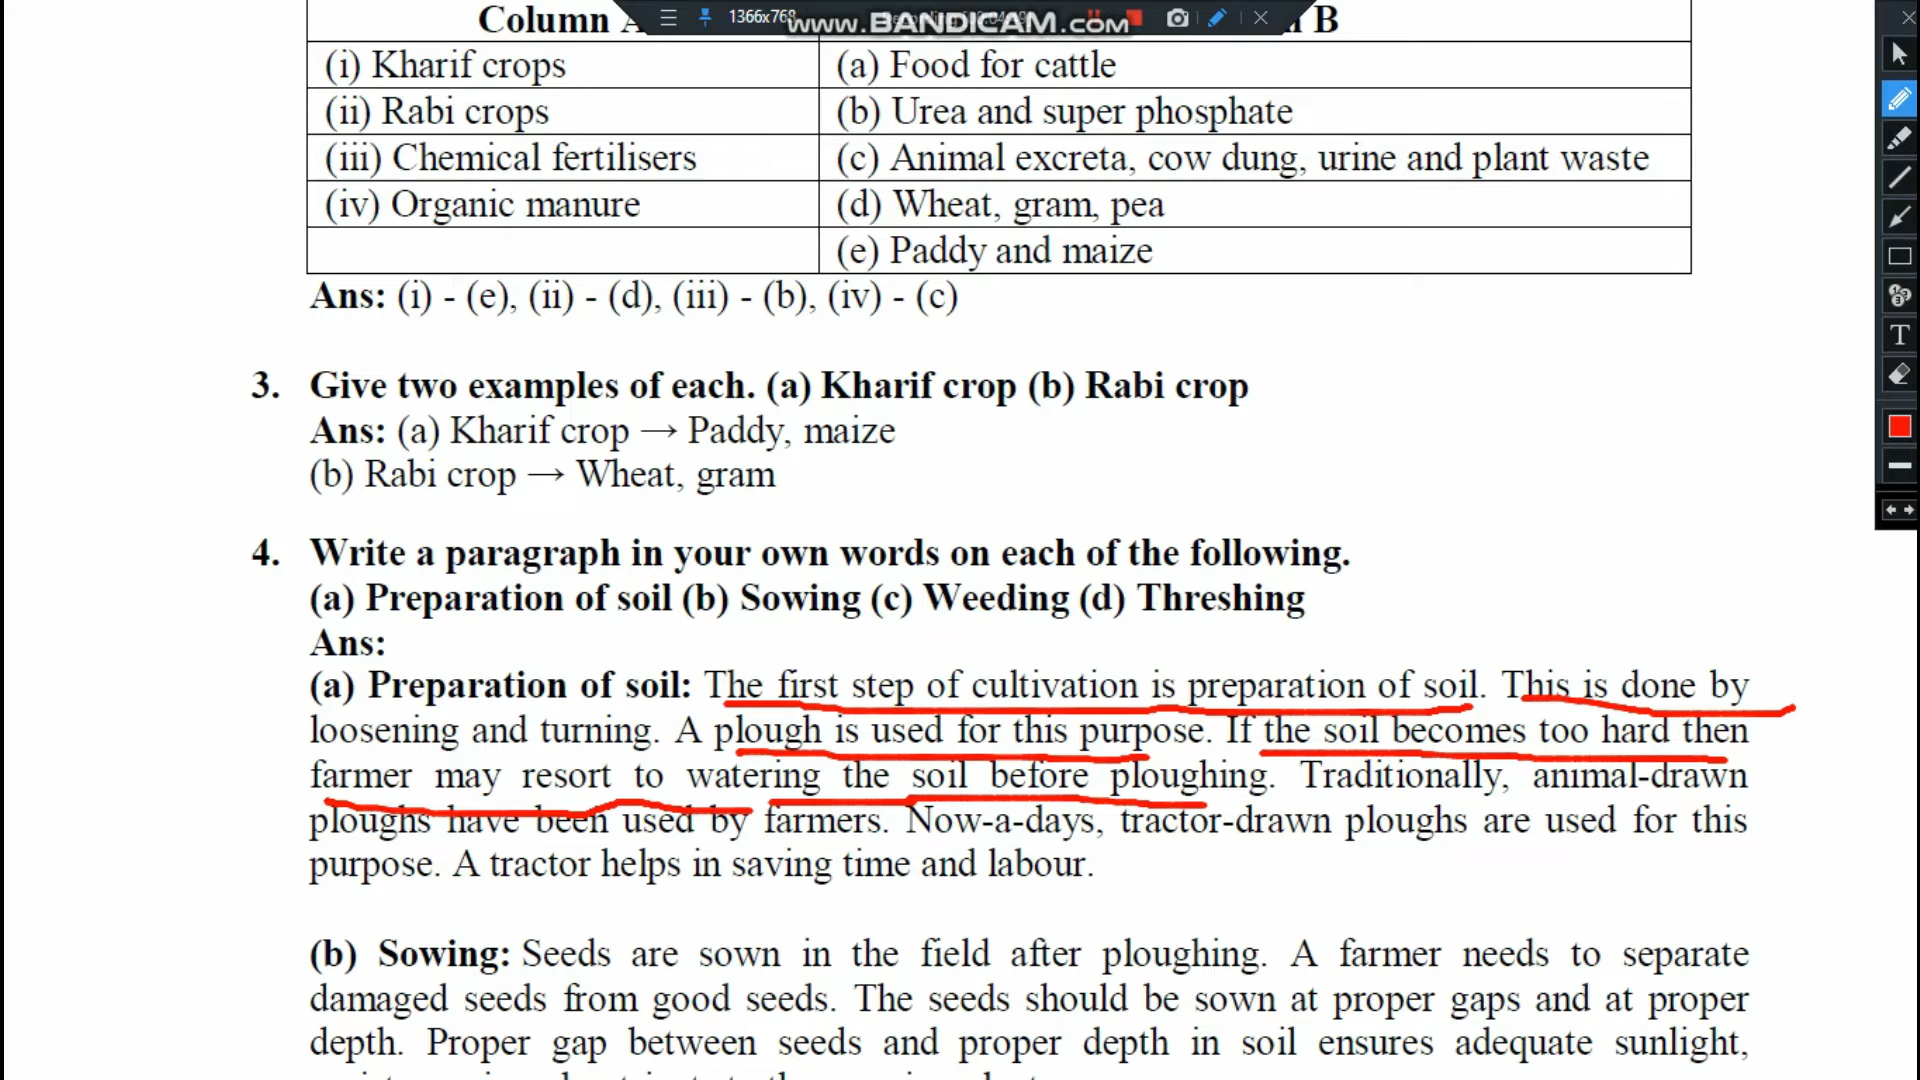 Column A
B
1366x768
www.BANDICAM.com
(i) Kharif crops
(a) Food for cattle
(ii) Rabi crops
(b) Urea and super phosphate
(iii) Chemical fertilisers
(c) Animal excreta, cow dung, urine and plant waste
(iv) Organic manure
(d) Wheat, gram, pea
(e) Paddy and maize
Ans: (i) - (e), (ii) - (d), (iii) - (b), (iv) - (c)
3. Give two examples of each. (a) Kharif crop (b) Rabi crop
Ans: (a) Kharif crop → Paddy, maize
(b) Rabi crop → Wheat, gram
4. Write a paragraph in your own words on each of the following.
(a) Preparation of soil (b) Sowing (c) Weeding (d) Threshing
Ans:
(a) Preparation of soil: The first step of cultivation is preparation of soil. This is done by
loosening and turning. A plough is used for this purpose. If the soil becomes too hard then
farmer may resort to watering the soil before ploughing. Traditionally, animal-drawn
ploughs have been used by farmers. Now-a-days, tractor-drawn ploughs are used for this
purpose. A tractor helps in saving time and labour.
(b) Sowing: Seeds are sown in the field after ploughing. A farmer needs to separate
damaged seeds from good seeds. The seeds should be sown at proper gaps and at proper
depth. Proper gap between seeds and proper depth in soil ensures adequate sunlight,